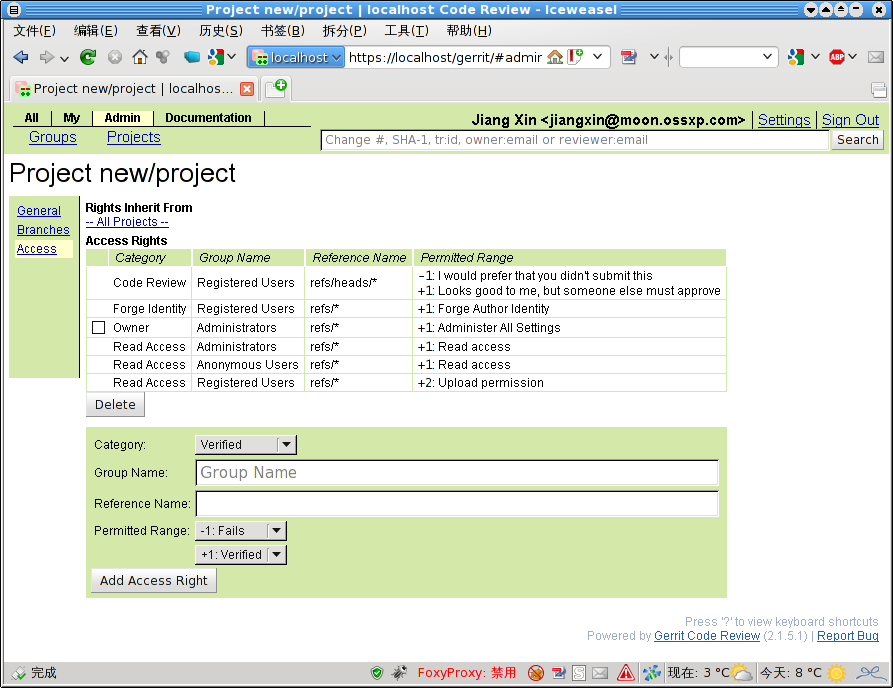 Project new/project | localhost Code Review - Iceweasel
文件(F) 编辑(E) 查看(V) 历史(S) 书签(B) 拆分(P) 工具(T) 帮助(H)
localhost https://localhost/gerrit/#admir
ABP
Project new/project | localhos...
All My Admin Documentation Jiang Xin <jiangxin@moon.ossxp.com> Settings Sign Out
Groups Projects Change #, SHA-1, tr:id, owner:email or reviewer:email Search
Project new/project
General
Branches
Access
Rights Inherit From
-- All Projects --
Access Rights
Category Group Name Reference Name Permitted Range
Code Review Registered Users refs/heads/* −1: I would prefer that you didn't submit this
+1: Looks good to me, but someone else must approve
Forge Identity Registered Users refs/* +1: Forge Author Identity
Owner Administrators refs/* +1: Administer All Settings
Read Access Administrators refs/* +1: Read access
Read Access Anonymous Users refs/* +1: Read access
Read Access Registered Users refs/* +2: Upload permission
Delete
Category: Verified
Group Name: Group Name
Reference Name:
Permitted Range: -1: Fails
+1: Verified
Add Access Right
Press '?' to view keyboard shortcuts
Powered by Gerrit Code Review (2.1.5.1) | Report Bug
完成 FoxyProxy: 禁用 S 现在: 3 °C 今天: 8 °C